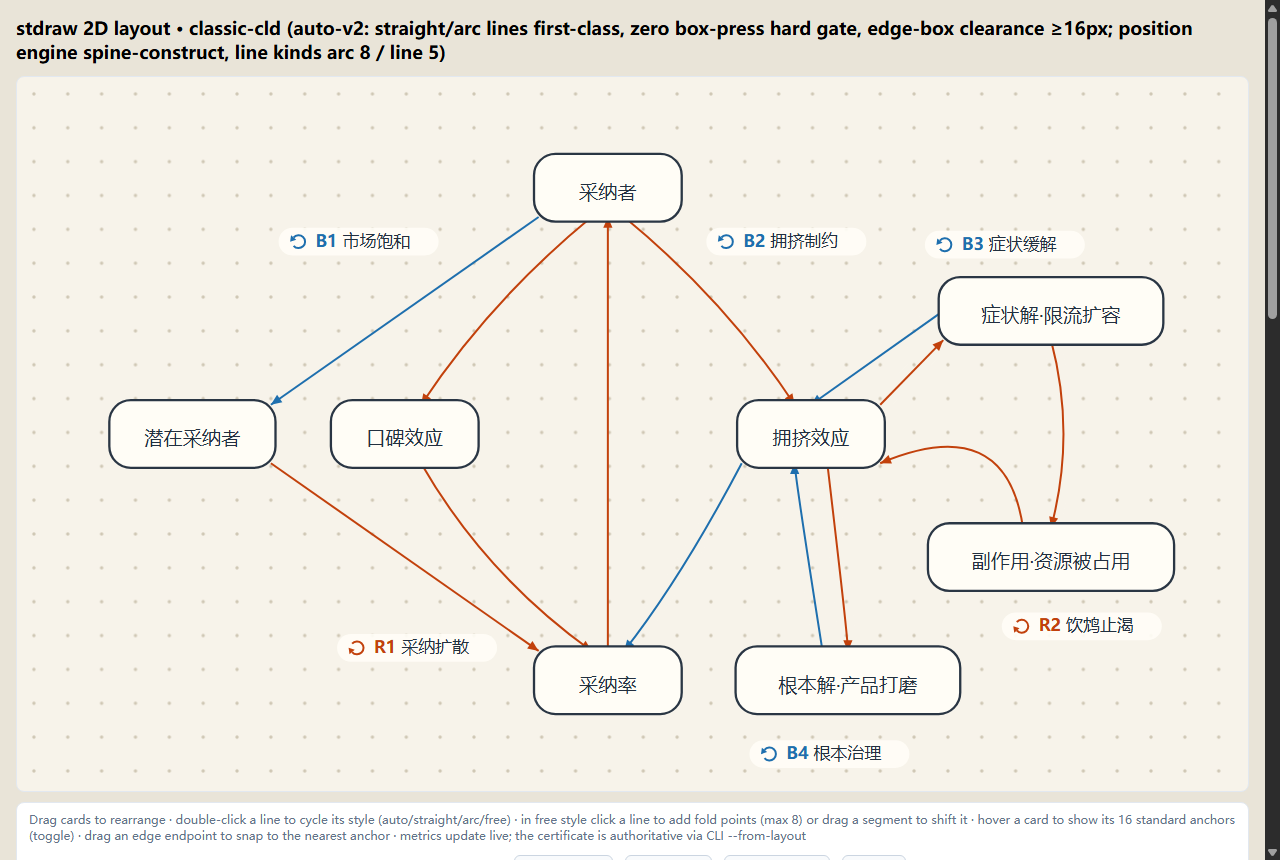 stdraw 2D layout • classic-cld (auto-v2: straight/arc lines first-class, zero box-press hard gate, edge-box clearance ≥16px; position
engine spine-construct, line kinds arc 8 / line 5)
采纳者
B1 市场饱和
B2 拥挤制约
B3 症状缓解
症状解·限流扩容
潜在采纳者
口碑效应
拥挤效应
副作用·资源被占用
R2 饮鸩止渴
R1 采纳扩散
采纳率
根本解·产品打磨
B4 根本治理
Drag cards to rearrange · double-click a line to cycle its style (auto/straight/arc/free) · in free style click a line to add fold points (max 8) or drag a segment to shift it · hover a card to show its 16 standard anchors
(toggle) · drag an edge endpoint to snap to the nearest anchor · metrics update live; the certificate is authoritative via CLI --from-layout